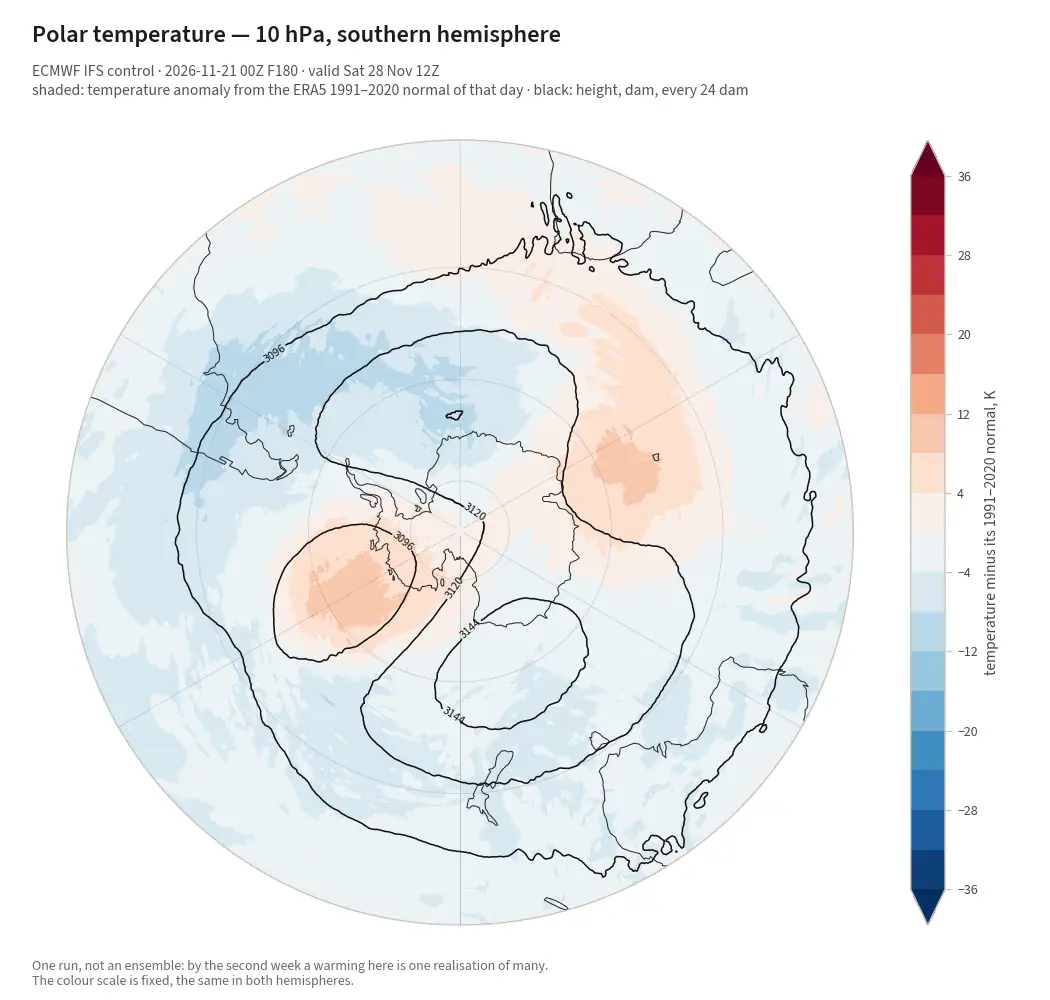 Polar temperature — 10 hPa, southern hemisphere
ECMWF IFS control · 2026-11-21 00Z F180 · valid Sat 28 Nov 12Z
shaded: temperature anomaly from the ERA5 1991–2020 normal of that day · black: height, dam, every 24 dam
36
28
20
12
4
−4
−12
−20
−28
−36
temperature minus its 1991–2020 normal, K
3096
3120
3096
3120
3144
3144
One run, not an ensemble: by the second week a warming here is one realisation of many.
The colour scale is fixed, the same in both hemispheres.